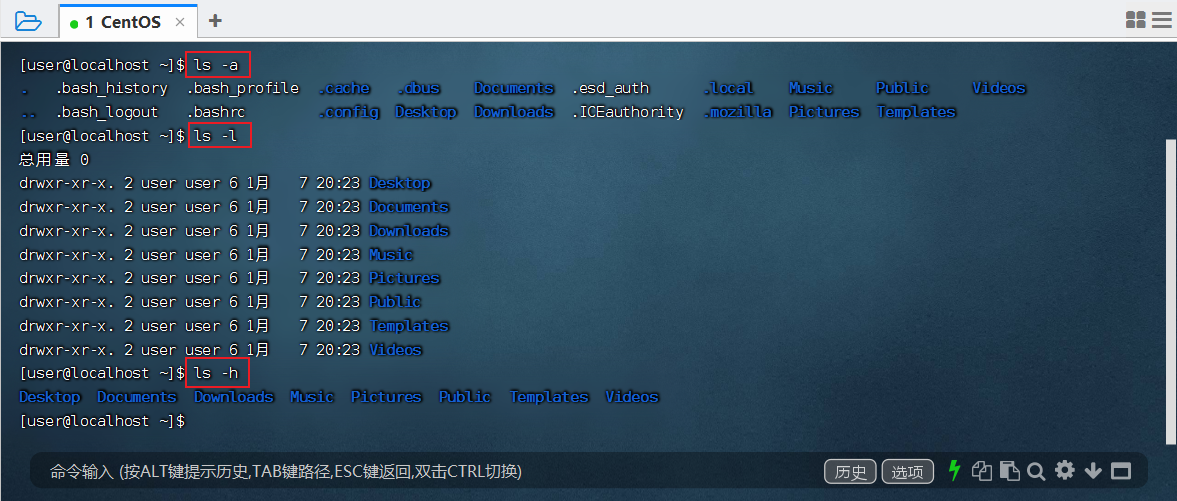 1 CentOS × +
[user@localhost ~]$ ls -a
. .bash_history .bash_profile .cache .dbus Documents .esd_auth .local Music Public Videos
.. .bash_logout .bashrc .config Desktop Downloads .ICEauthority .mozilla Pictures Templates
[user@localhost ~]$ ls -l
总用量 0
drwxr-xr-x. 2 user user 6 1月 7 20:23 Desktop
drwxr-xr-x. 2 user user 6 1月 7 20:23 Documents
drwxr-xr-x. 2 user user 6 1月 7 20:23 Downloads
drwxr-xr-x. 2 user user 6 1月 7 20:23 Music
drwxr-xr-x. 2 user user 6 1月 7 20:23 Pictures
drwxr-xr-x. 2 user user 6 1月 7 20:23 Public
drwxr-xr-x. 2 user user 6 1月 7 20:23 Templates
drwxr-xr-x. 2 user user 6 1月 7 20:23 Videos
[user@localhost ~]$ ls -h
Desktop Documents Downloads Music Pictures Public Templates Videos
[user@localhost ~]$
命令输入 (按ALT键提示历史,TAB键路径,ESC键返回,双击CTRL切换) 历史 选项